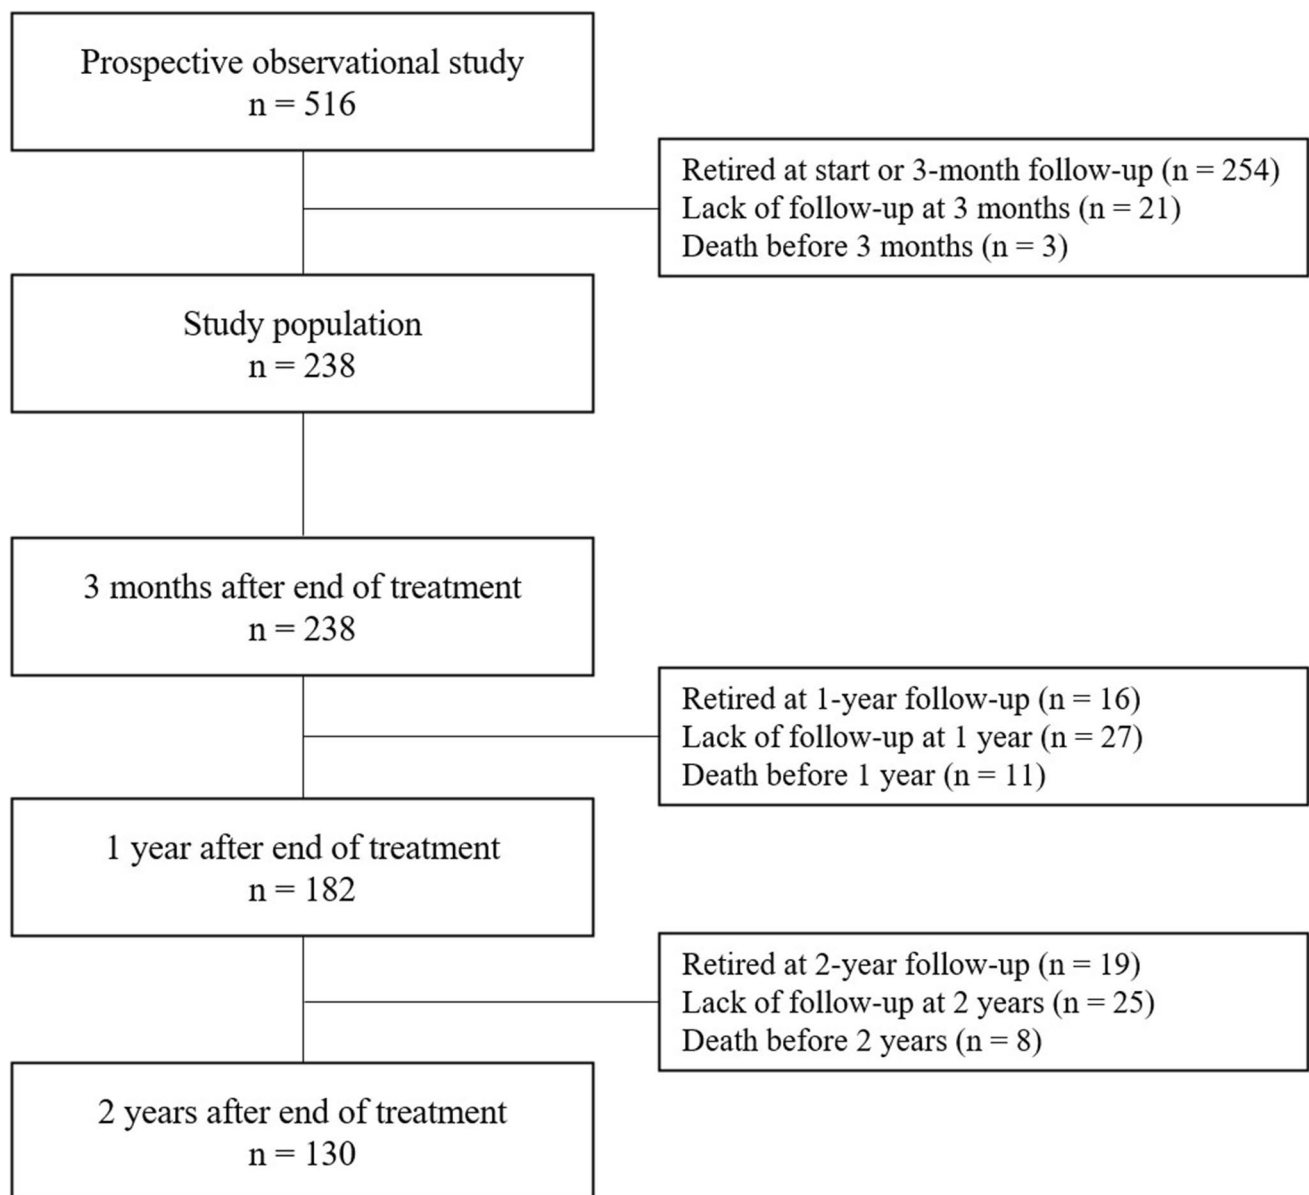 Prospective observational study
n = 516
Retired at start or 3-month follow-up (n = 254)
Lack of follow-up at 3 months (n = 21)
Death before 3 months (n = 3)
Study population
n = 238
3 months after end of treatment
n = 238
Retired at 1-year follow-up (n = 16)
Lack of follow-up at 1 year (n = 27)
Death before 1 year (n = 11)
1 year after end of treatment
n = 182
Retired at 2-year follow-up (n = 19)
Lack of follow-up at 2 years (n = 25)
Death before 2 years (n = 8)
2 years after end of treatment
n = 130